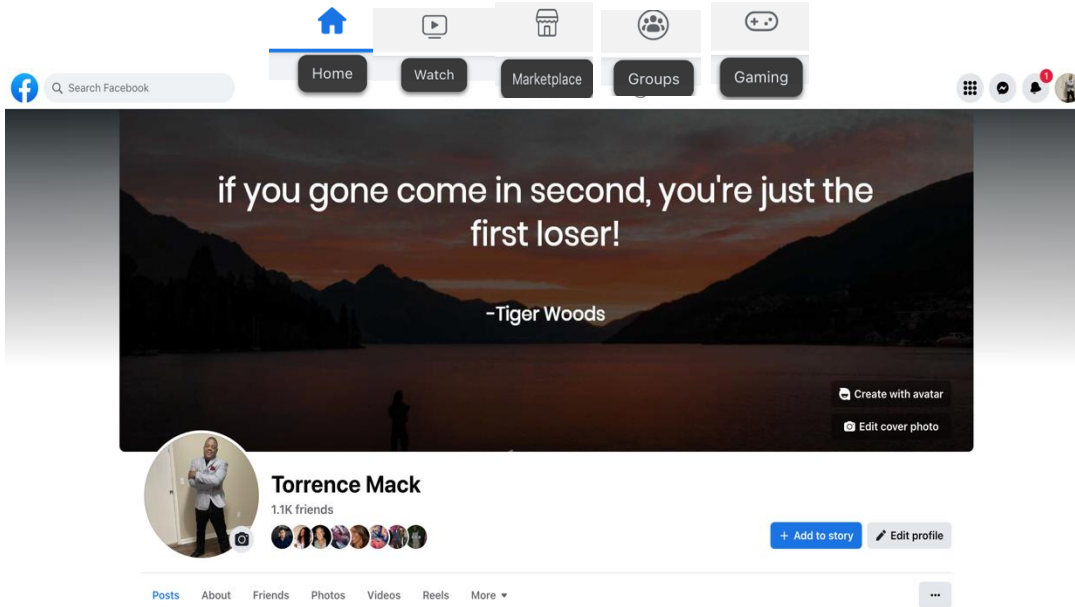 Home
Watch
Marketplace
Groups
Gaming
Search Facebook
1
if you gone come in second, you're just the
first loser!
-Tiger Woods
Create with avatar
Edit cover photo
Torrence Mack
1.1K friends
+ Add to story
Edit profile
Posts About Friends Photos Videos Reels More